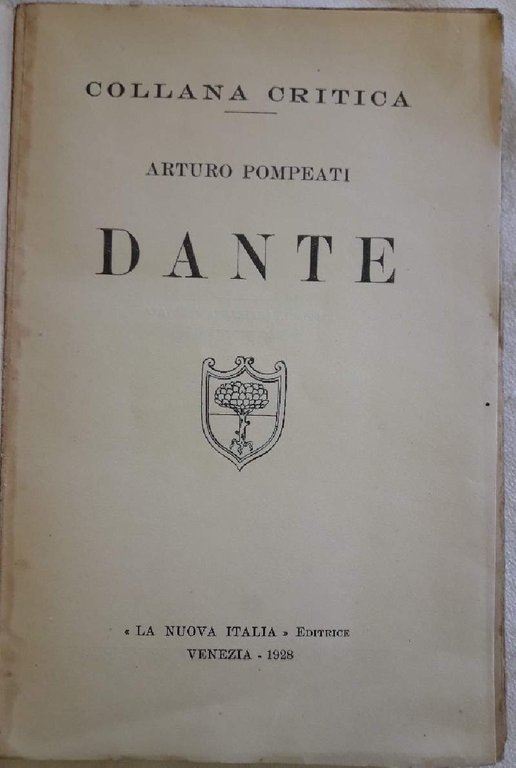 COLLANA CRITICA
ARTURO POMPEATI
DANTE
« LA NUOVA ITALIA » EDITRICE
VENEZIA - 1928